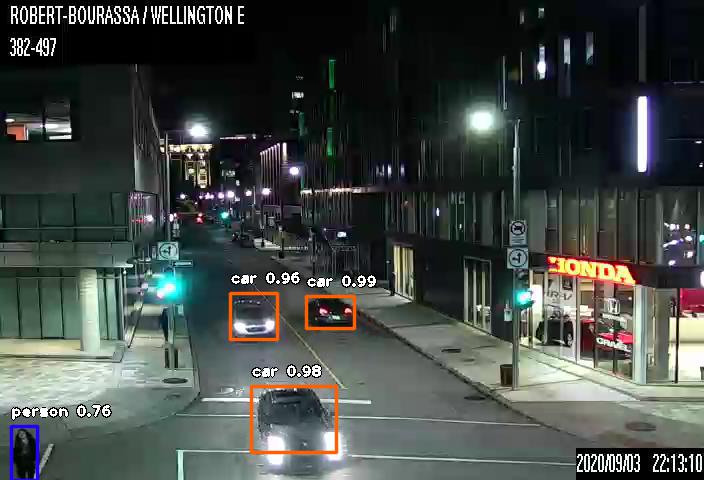 ROBERT-BOURASSA / WELLINGTON E
382-497
car 0.96
car 0.99
HONDA
car 0.98
person 0.76
2020/09/03 22:13:10